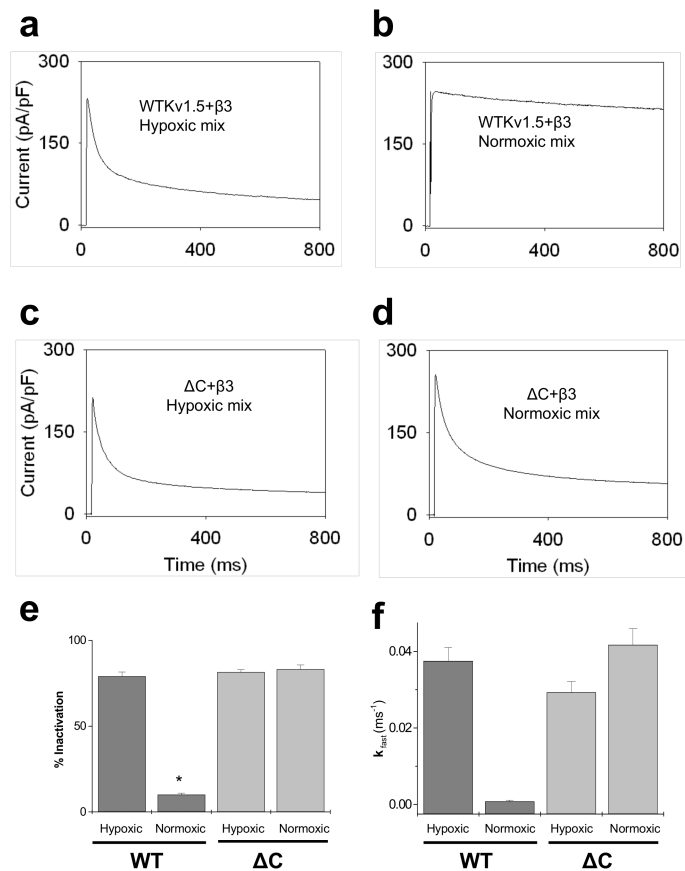 a
300
150
0
Current (pA/pF)
WTKv1.5+β3
Hypoxic mix
0
400
800
b
300
150
0
WTKv1.5+β3
Normoxic mix
0
400
800
c
300
150
0
Current (pA/pF)
ΔC+β3
Hypoxic mix
0
400
800
Time (ms)
d
300
150
0
ΔC+β3
Normoxic mix
0
400
800
Time (ms)
e
100
50
0
% Inactivation
*
Hypoxic
Normoxic
Hypoxic
Normoxic
WT
ΔC
f
0.04
0.02
0.00
k fast (ms-1)
Hypoxic
Normoxic
Hypoxic
Normoxic
WT
ΔC